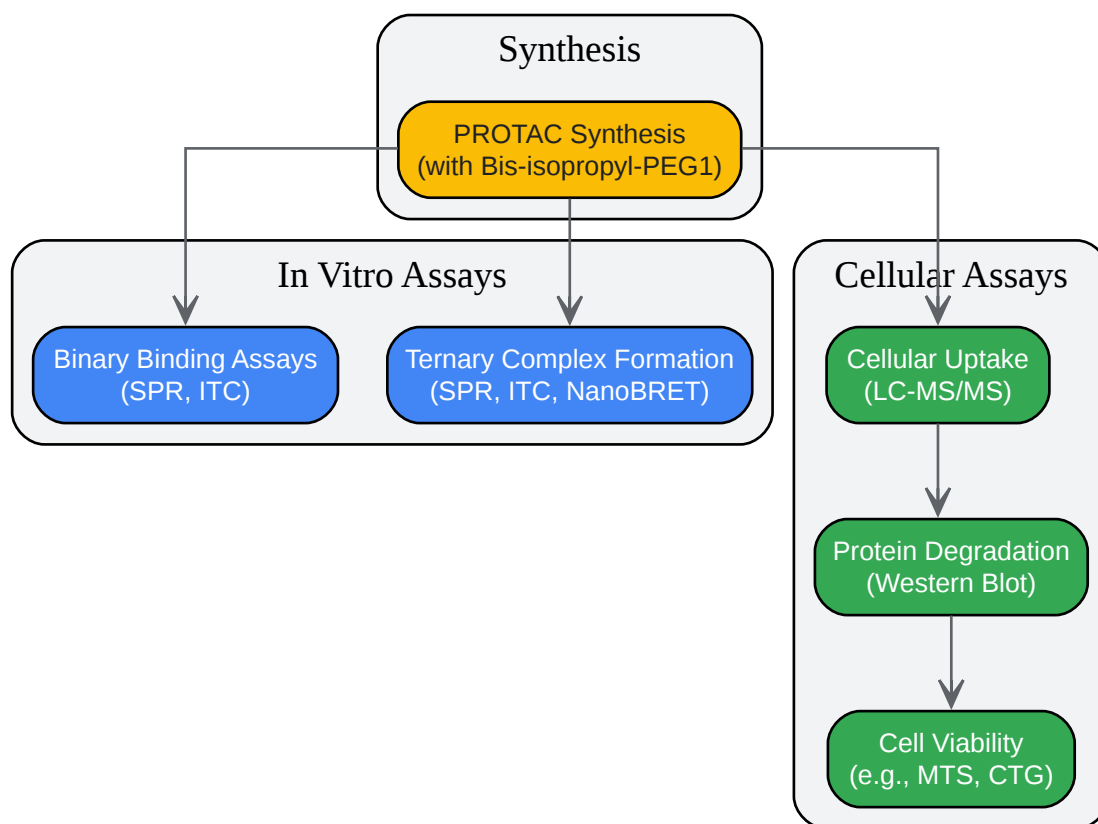 Synthesis
PROTAC Synthesis
(with Bis-isopropyl-PEG1)
In Vitro Assays
Binary Binding Assays
(SPR, ITC)
Ternary Complex Formation
(SPR, ITC, NanoBRET)
Cellular Assays
Cellular Uptake
(LC-MS/MS)
Protein Degradation
(Western Blot)
Cell Viability
(e.g., MTS, CTG)